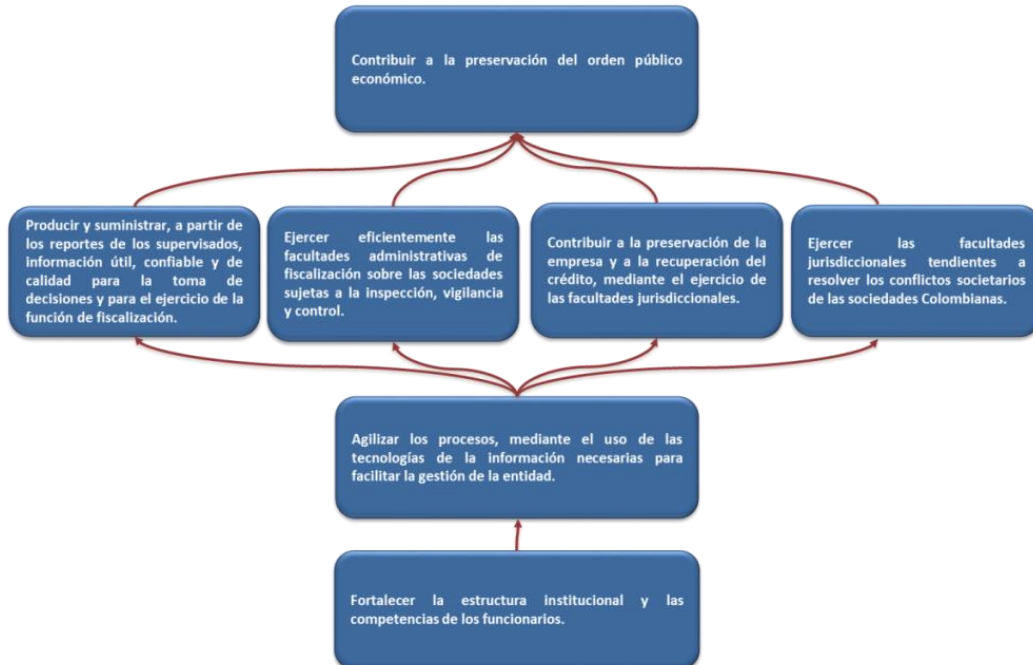 Contribuir a la preservación del orden público
económico.
Producir y suministrar, a partir de
los reportes de los supervisados,
información útil, confiable y de
calidad para la toma de
decisiones y para el ejercicio de la
función de fiscalización.
Ejercer eficientemente las
facultades administrativas de
fiscalización sobre las sociedades
sujetas a la inspección, vigilancia
y control.
Contribuir a la preservación de la
empresa y a la recuperación del
crédito, mediante el ejercicio de
las facultades jurisdiccionales.
Ejercer las facultades
jurisdiccionales tendientes a
resolver los conflictos societarios
de las sociedades Colombianas.
Agilizar los procesos, mediante el uso de las
tecnologías de la información necesarias para
facilitar la gestión de la entidad.
Fortalecer la estructura institucional y las
competencias de los funcionarios.